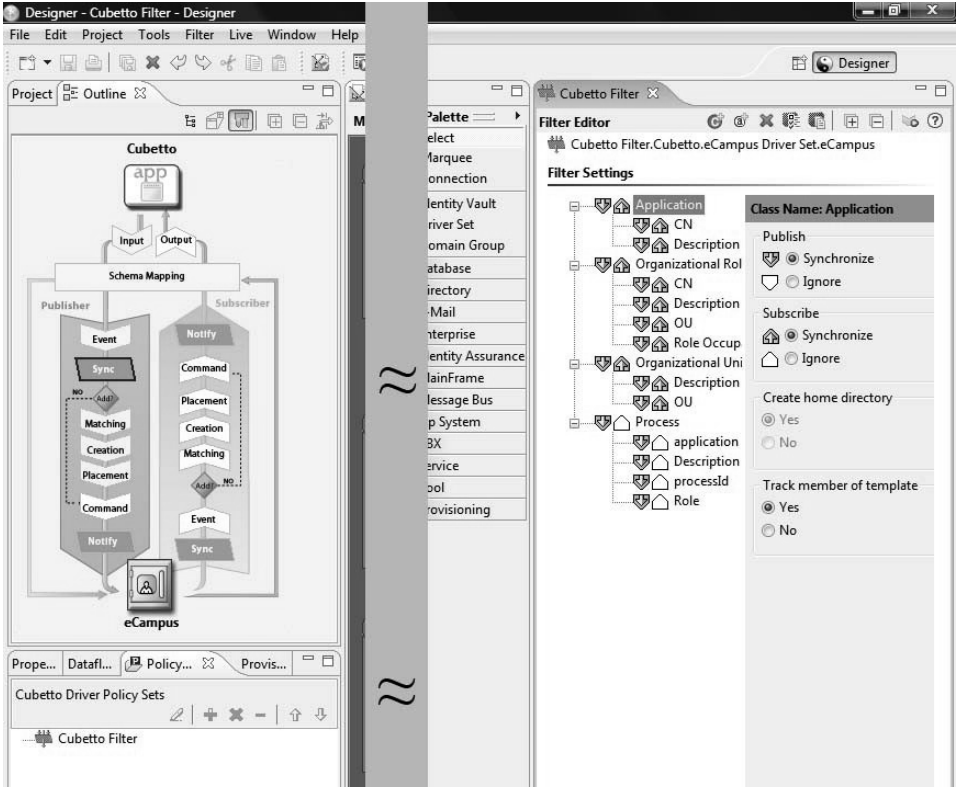 Designer - Cubetto Filter - Designer
File Edit Project Tools Filter Live Window Help
Designer
Project Outline
Cubetto
app
Input Output
Schema Mapping
Publisher
Subscriber
Event
Sync
NO
Add?
Matching
Creation
Placement
Command
Notify
Notify
Command
Placement
Creation
Matching
Add?
NO
Event
Sync
eCampus
Prope... Datafl... Policy... Provis...
Cubetto Driver Policy Sets
Cubetto Filter
M
Palette
elect
Marquee
onnection
dentity Vault
river Set
omain Group
atabase
irectory
-Mail
nterprise
dentity Assurance
MainFrame
Message Bus
p System
BX
ervice
ool
rovisioning
≈
≈
Cubetto Filter
Filter Editor
Cubetto Filter.Cubetto.eCampus Driver Set.eCampus
Filter Settings
Application
CN
Description
Organizational Rol
CN
Description
OU
Role Occup
Organizational Uni
Description
OU
Process
application
Description
processId
Role
Class Name: Application
Publish
Synchronize
Ignore
Subscribe
Synchronize
Ignore
Create home directory
Yes
No
Track member of template
Yes
No